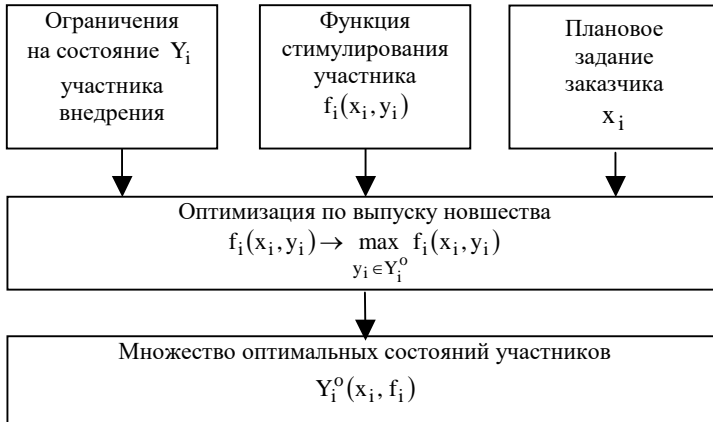 Ограничения
на состояние Y_i
участника
внедрения
Функция
стимулирования
участника
f_i(x_i, y_i)
Плановое
задание
заказчика
x_i
Оптимизация по выпуску новшества
f_i(x_i, y_i) → max f_i(x_i, y_i)
y_i ∈ Y_i^o
Множество оптимальных состояний участников
Y_i^o(x_i, f_i)